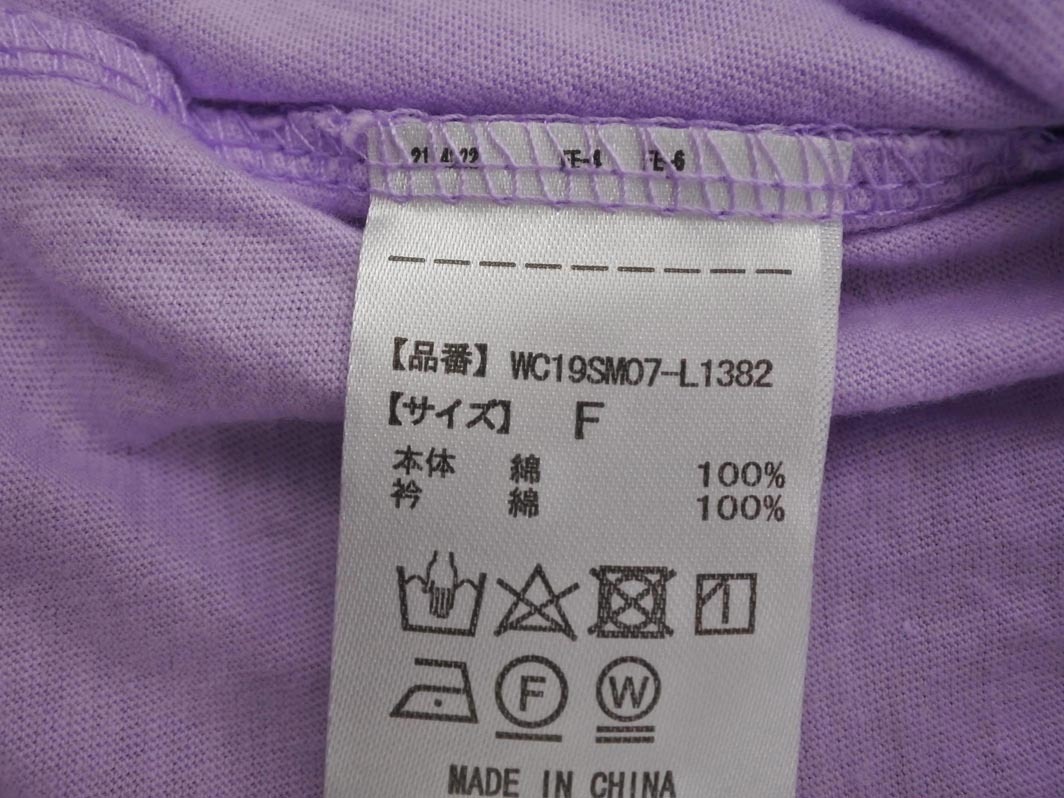 【品番】 WC19SM07-L1382
【サイズ】 F
本体 綿 100%
衿 綿 100%
F W
MADE IN CHINA